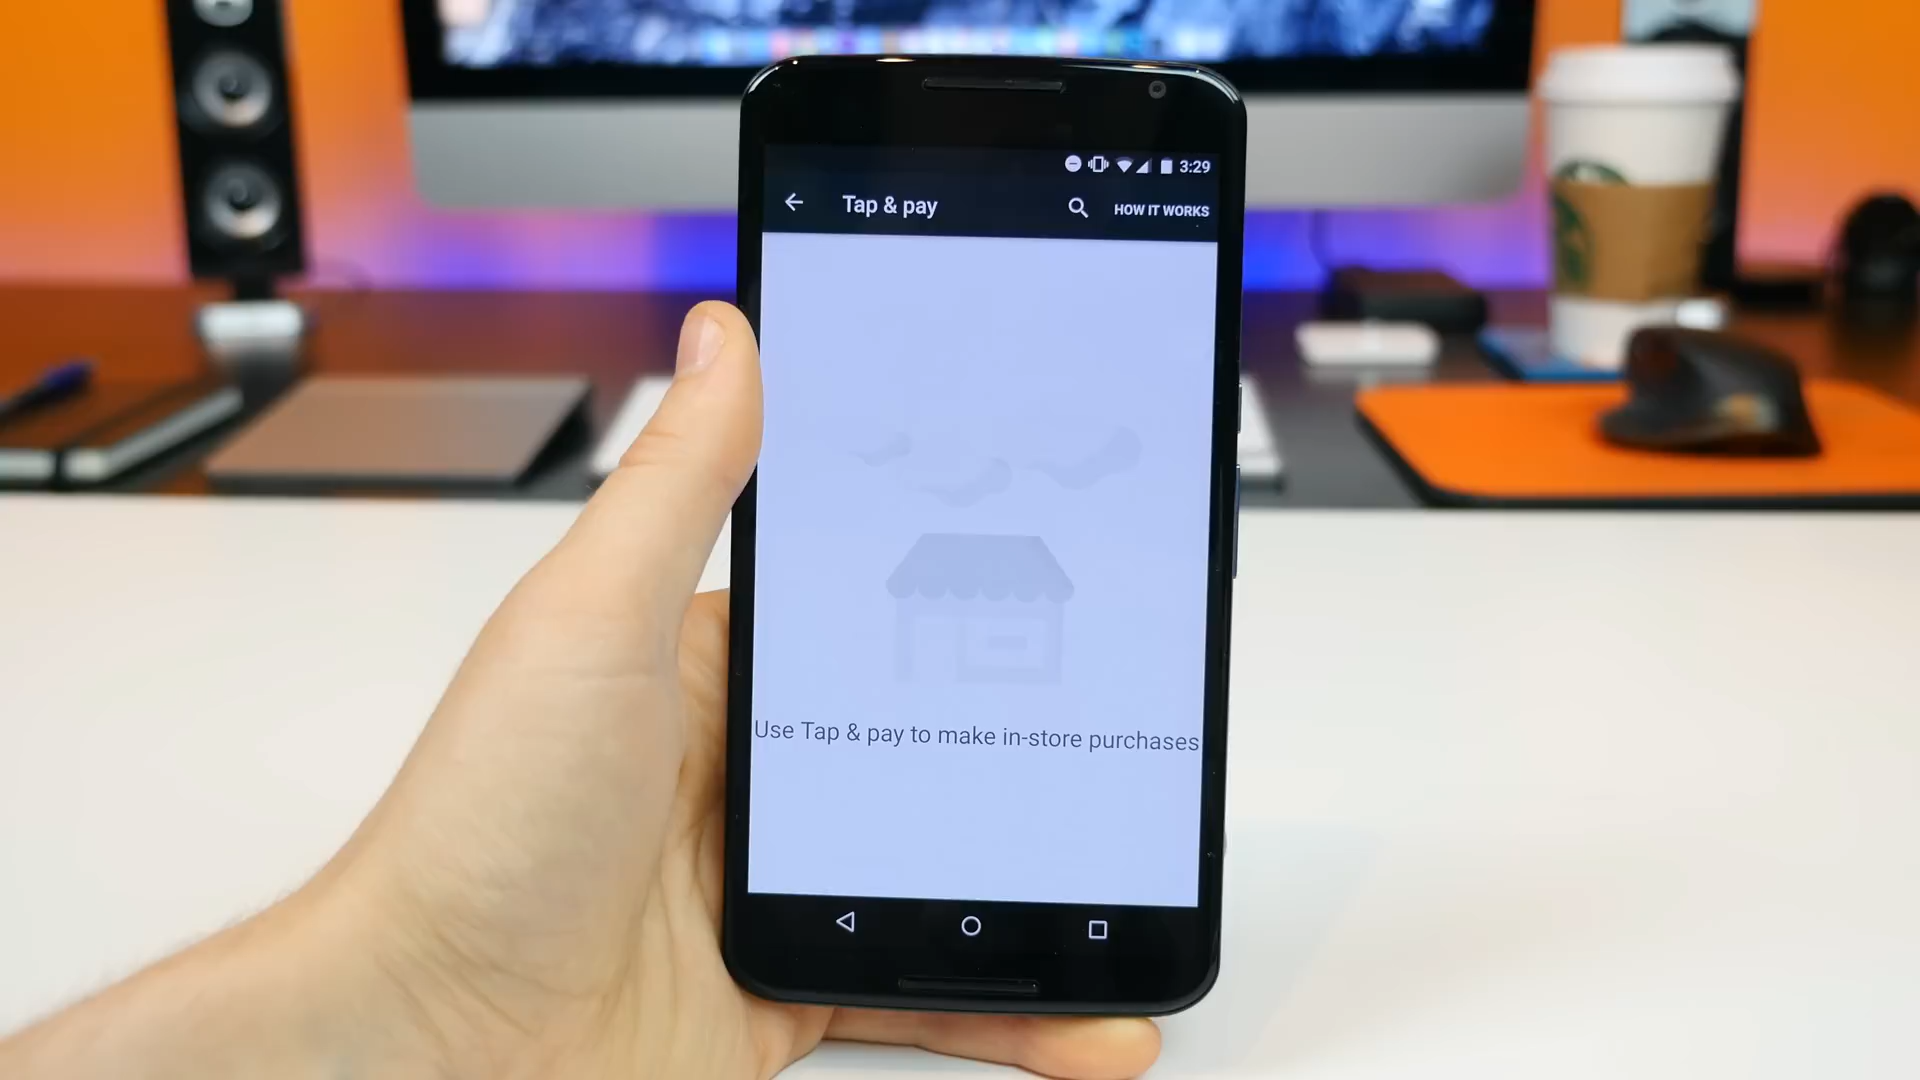 3:29
Tap & pay
HOW IT WORKS
Use Tap & pay to make in-store purchases